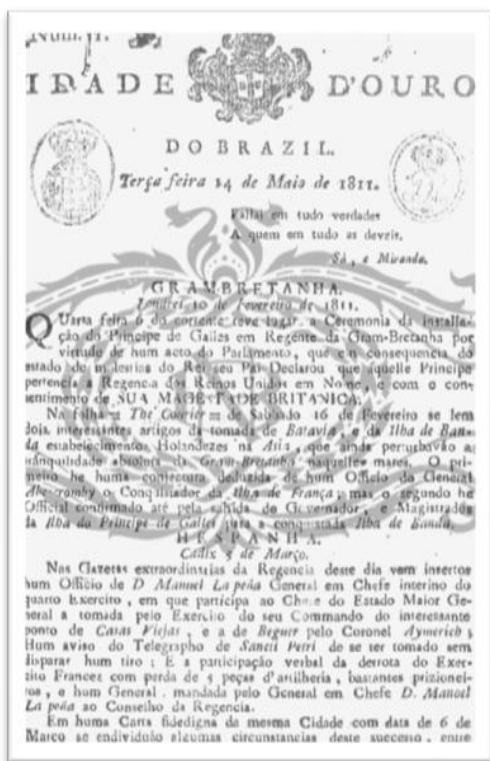 Num. 1.
IDADE D'OURO
DO BRAZIL.
Terça feira 14 de Maio de 1811.
Fallai em tudo verdades
A quem em tudo as deveis.
Sá, e Miranda.
GRAMBRETANHA.
Londres 10 de Fevereiro de 1811.
QUarta feira 6 do corrente teve lugar a Ceremonia da installa-
ção do Principe de Galles em Regente da Gram-Bretanha por
virtude de hum acto do Parlamento, que em consequencia do
estado de molestias do Rei seu Pai Declarou que aquelle Principe
pertencia a Regencia dos Reinos Unidos em Nome, e com o con-
sentimento de SUA MAGESTADE BRITANICA.
Na folha = The Courier = de Sabado 16 de Fevereiro se lem
dois interessantes artigos da tomada de Batavia, e da Ilha de Ban-
da estabelecimentos Holandezes na Asia, que ainda perturbavão a
tranquilidade absoluta da Gram-Bretanha naquelles mares. O pri-
meiro he huma conjectura deduzida de hum Officio do General
Abercromby o Conquistador da Ilha de França; mas o segundo he
Official confirmado até pela sahida de Governador, e Magistrados
da Ilha do Principe de Galles para a conquistada Ilha de Banda.
HESPANHA.
Cadix 5 de Março.
Nas Gazetas extraordinarias da Regencia deste dia vem insertos
hum Officio de D Manuel La peña General em Chefe interino do
quarto Exercito, em que participa ao Chefe do Estado Maior Ge-
neral a tomada pelo Exercito do seu Commando do interessante
ponto de Casas Viejas, e a de Beguer pelo Coronel Aymerich;
Hum aviso do Telegrapho de Sancti Petri de se ter tomado sem
disparar hum tiro; E a participação verbal da derrota do Exer-
cito Francez com perda de 5 peças d'artilheria, bastantes prizionei-
ros, e hum General, mandada pelo General em Chefe D. Manoel
La peña ao Conselho da Regencia.
Em huma Carta fidedigna da mesma Cidade com data de 6 de
Março se endividuão algumas circunstancias deste successo, entre